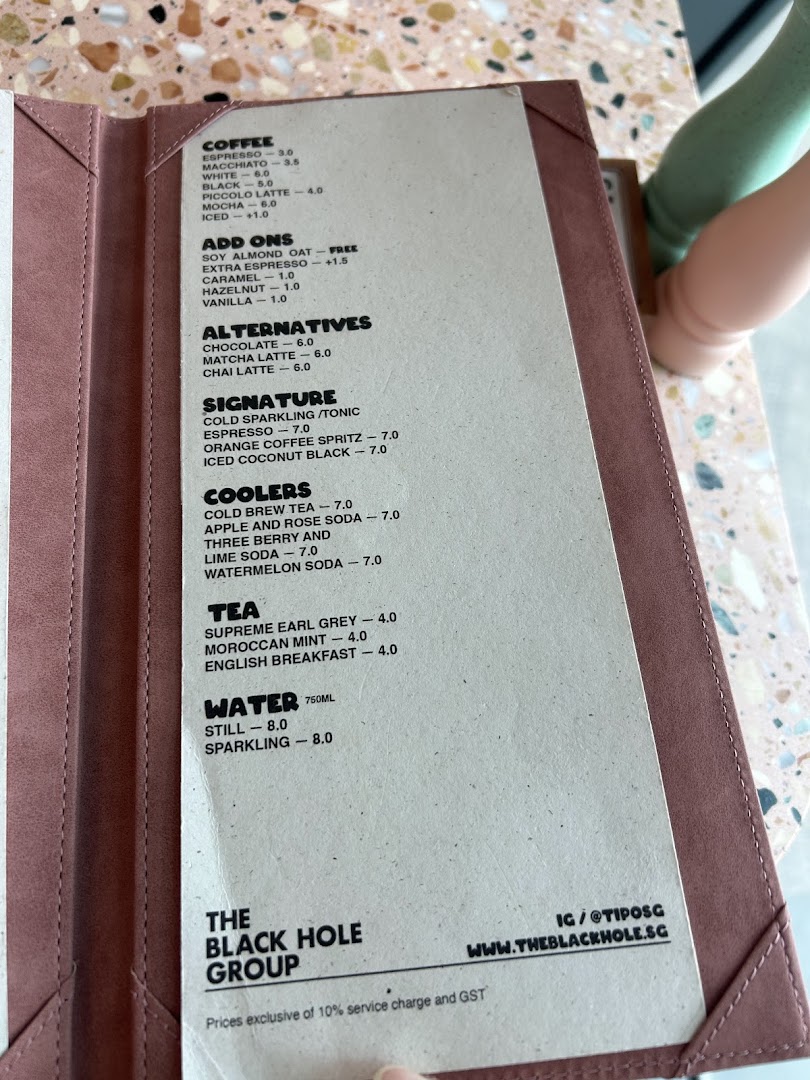 COFFEE
ESPRESSO — 3.0
MACCHIATO — 3.5
WHITE — 6.0
BLACK — 5.0
PICCOLO LATTE — 4.0
MOCHA — 6.0
ICED — +1.0
ADD ONS
SOY ALMOND OAT — FREE
EXTRA ESPRESSO — +1.5
CARAMEL — 1.0
HAZELNUT — 1.0
VANILLA — 1.0
ALTERNATIVES
CHOCOLATE — 6.0
MATCHA LATTE — 6.0
CHAI LATTE — 6.0
SIGNATURE
COLD SPARKLING /TONIC
ESPRESSO — 7.0
ORANGE COFFEE SPRITZ — 7.0
ICED COCONUT BLACK — 7.0
COOLERS
COLD BREW TEA — 7.0
APPLE AND ROSE SODA — 7.0
THREE BERRY AND
LIME SODA — 7.0
WATERMELON SODA — 7.0
TEA
SUPREME EARL GREY — 4.0
MOROCCAN MINT — 4.0
ENGLISH BREAKFAST — 4.0
WATER 750ML
STILL — 8.0
SPARKLING — 8.0
THE
BLACK HOLE
GROUP
IG / @TIPOSG
WWW.THEBLACKHOLE.SG
Prices exclusive of 10% service charge and GST